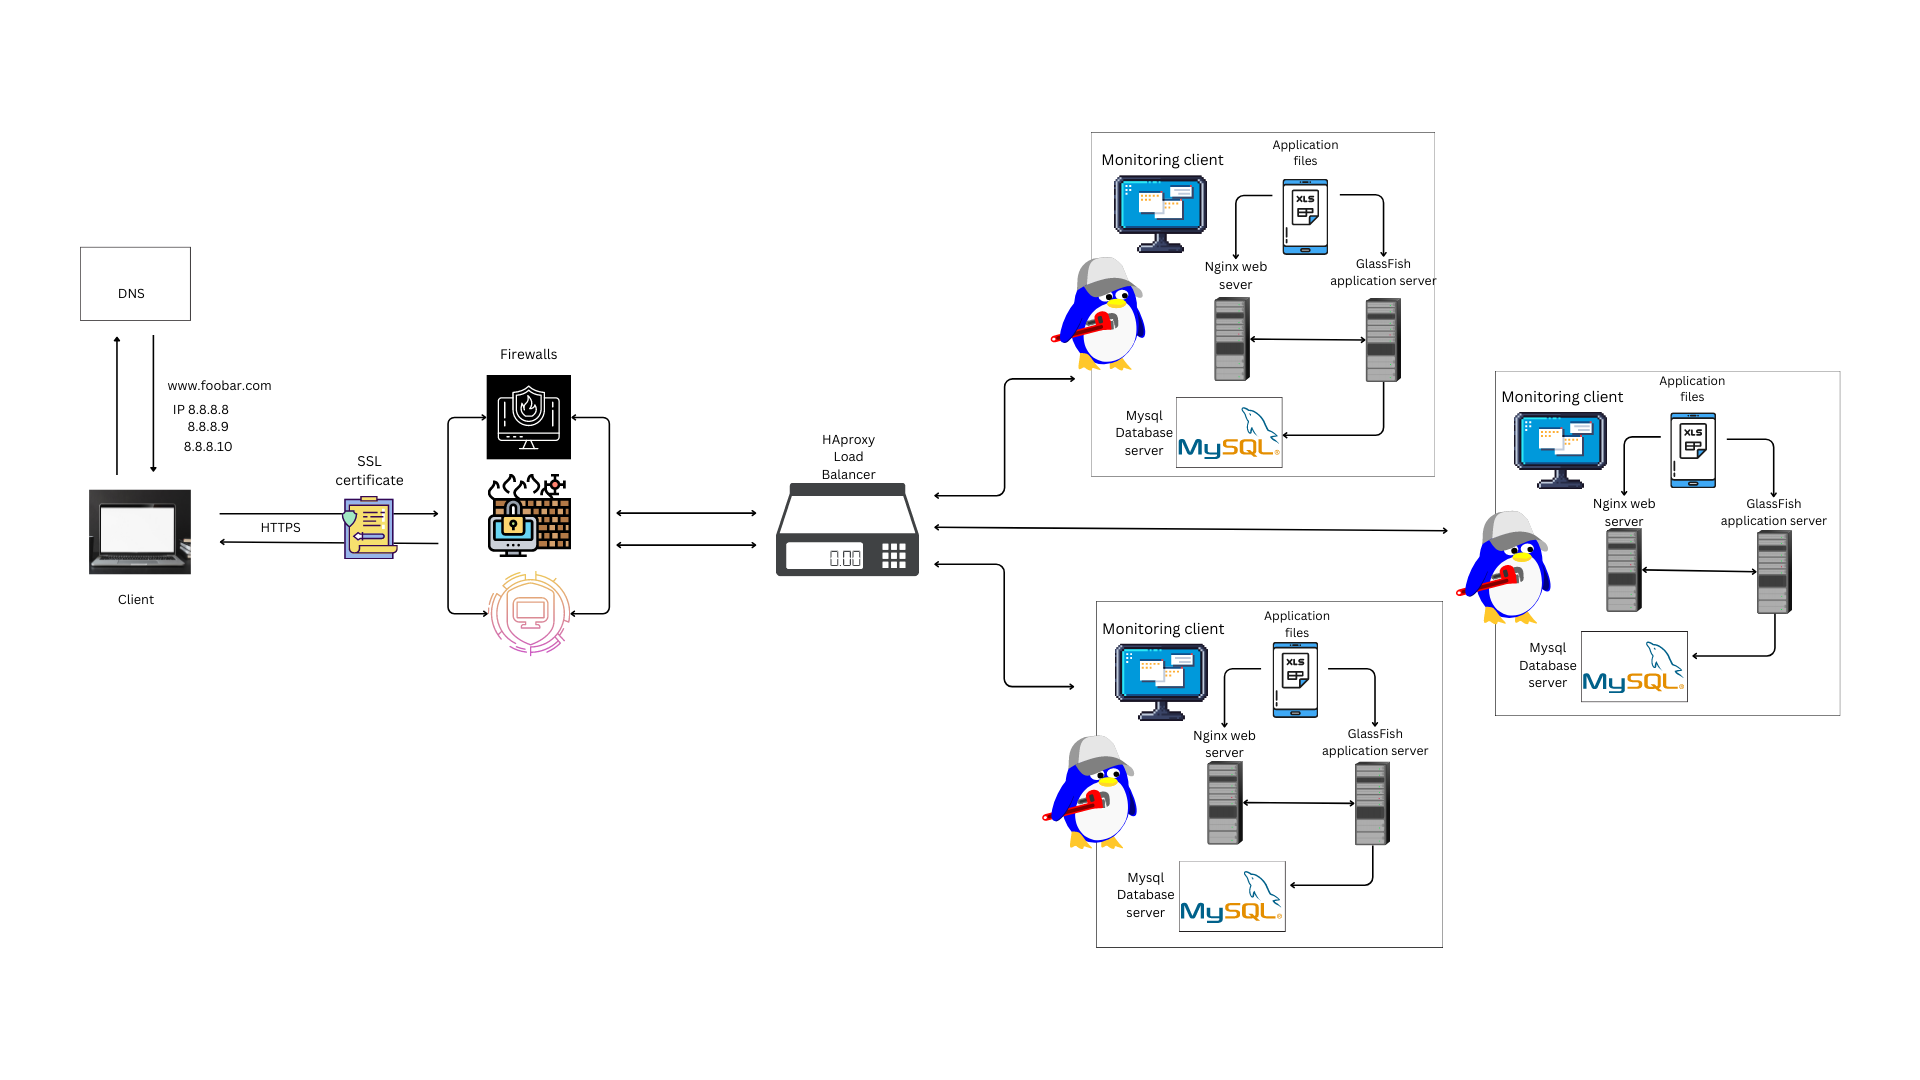 DNS
www.foobar.com
IP 8.8.8.8
8.8.8.9
8.8.8.10
Client
HTTPS
SSL
certificate
Firewalls
HAproxy
Load
Balancer
0.00
Monitoring client
Application
files
XLS
Nginx web
sever
GlassFish
application server
Mysql
Database
server
MySQL®
Monitoring client
Application
files
XLS
Nginx web
server
GlassFish
application server
Mysql
Database
server
MySQL®
Monitoring client
Application
files
XLS
Nginx web
server
GlassFish
application server
Mysql
Database
server
MySQL®